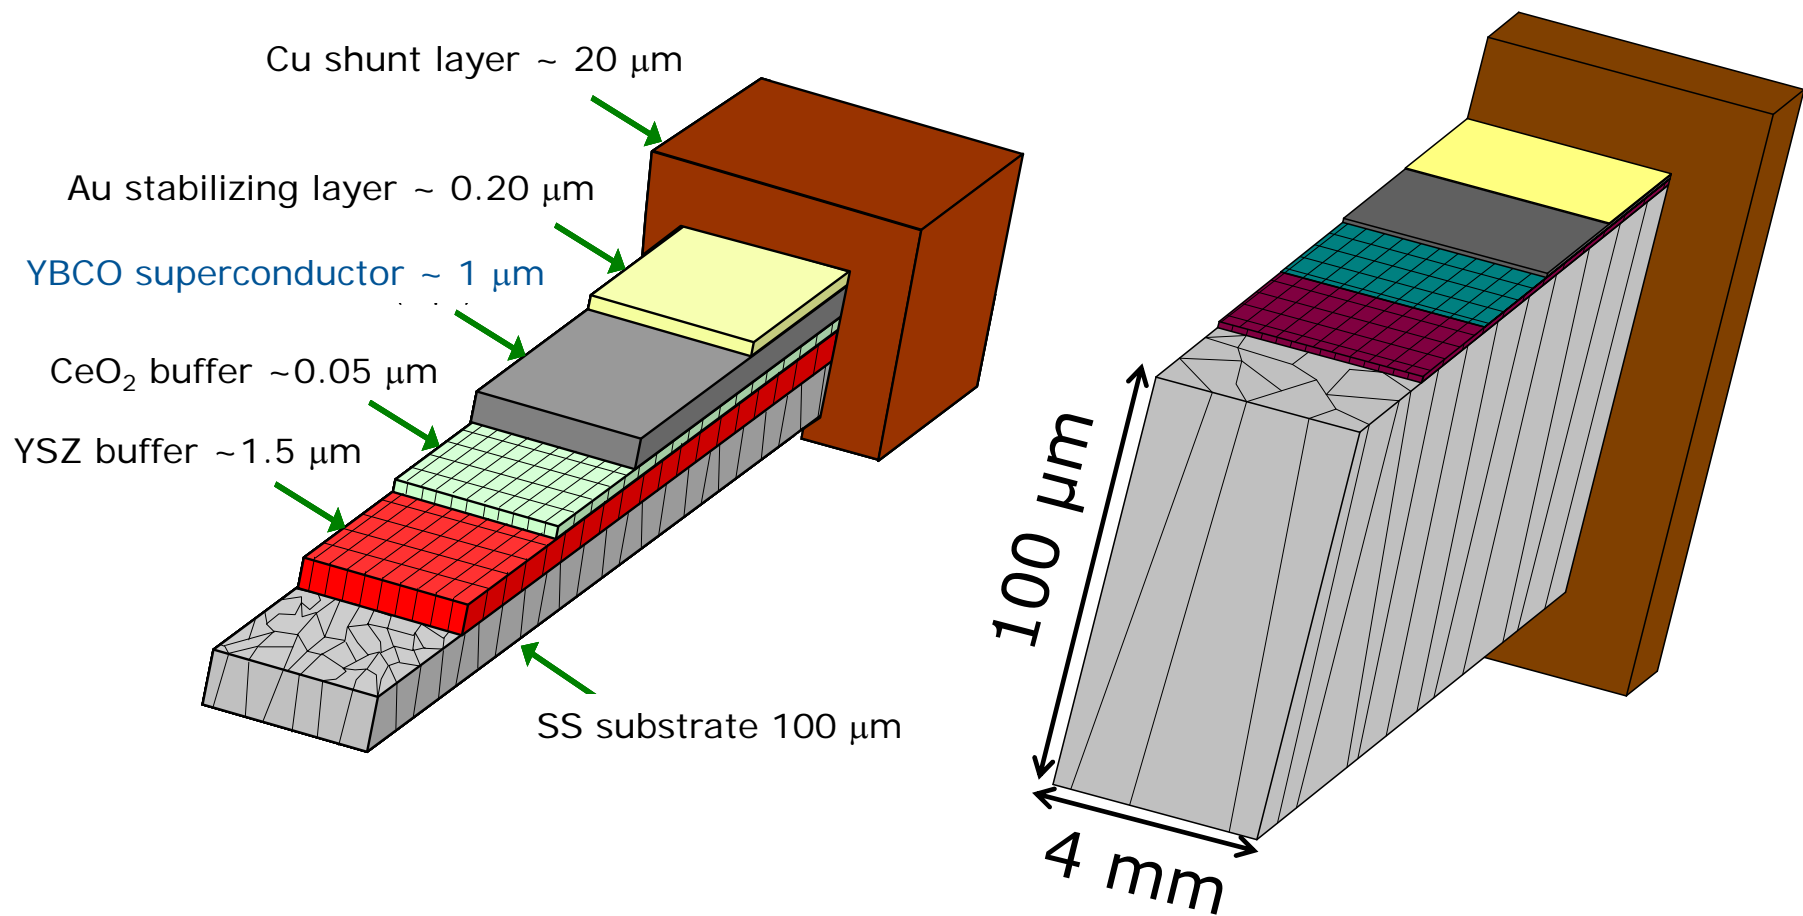 Cu shunt layer ~ 20 μm
Au stabilizing layer ~ 0.20 μm
YBCO superconductor ~ 1 μm
CeO₂ buffer ~0.05 μm
YSZ buffer ~1.5 μm
SS substrate 100 μm
100 μm
4 mm